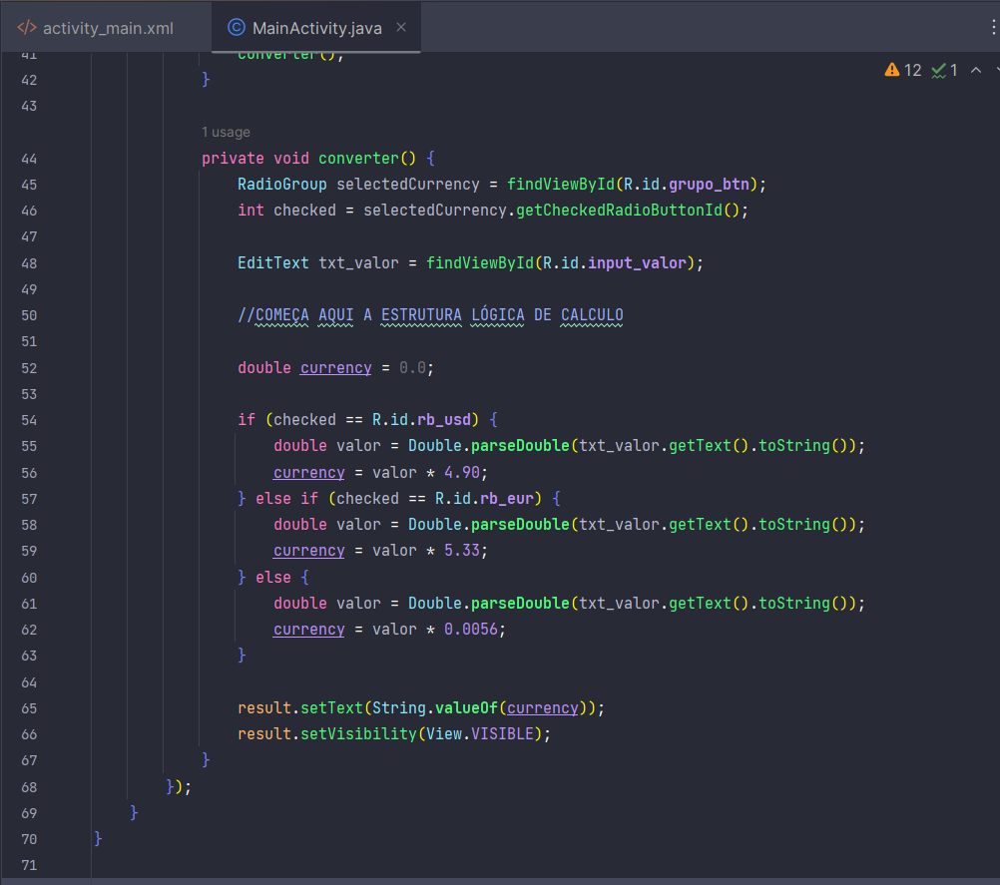 </> activity_main.xml
© MainActivity.java ×
12 1
41 converter();
42 }
43
1 usage
44 private void converter() {
45 RadioGroup selectedCurrency = findViewById(R.id.grupo_btn);
46 int checked = selectedCurrency.getCheckedRadioButtonId();
47
48 EditText txt_valor = findViewById(R.id.input_valor);
49
50 //COMEÇA AQUI A ESTRUTURA LÓGICA DE CALCULO
51
52 double currency = 0.0;
53
54 if (checked == R.id.rb_usd) {
55 double valor = Double.parseDouble(txt_valor.getText().toString());
56 currency = valor * 4.90;
57 } else if (checked == R.id.rb_eur) {
58 double valor = Double.parseDouble(txt_valor.getText().toString());
59 currency = valor * 5.33;
60 } else {
61 double valor = Double.parseDouble(txt_valor.getText().toString());
62 currency = valor * 0.0056;
63 }
64
65 result.setText(String.valueOf(currency));
66 result.setVisibility(View.VISIBLE);
67 }
68 });
69 }
70 }
71